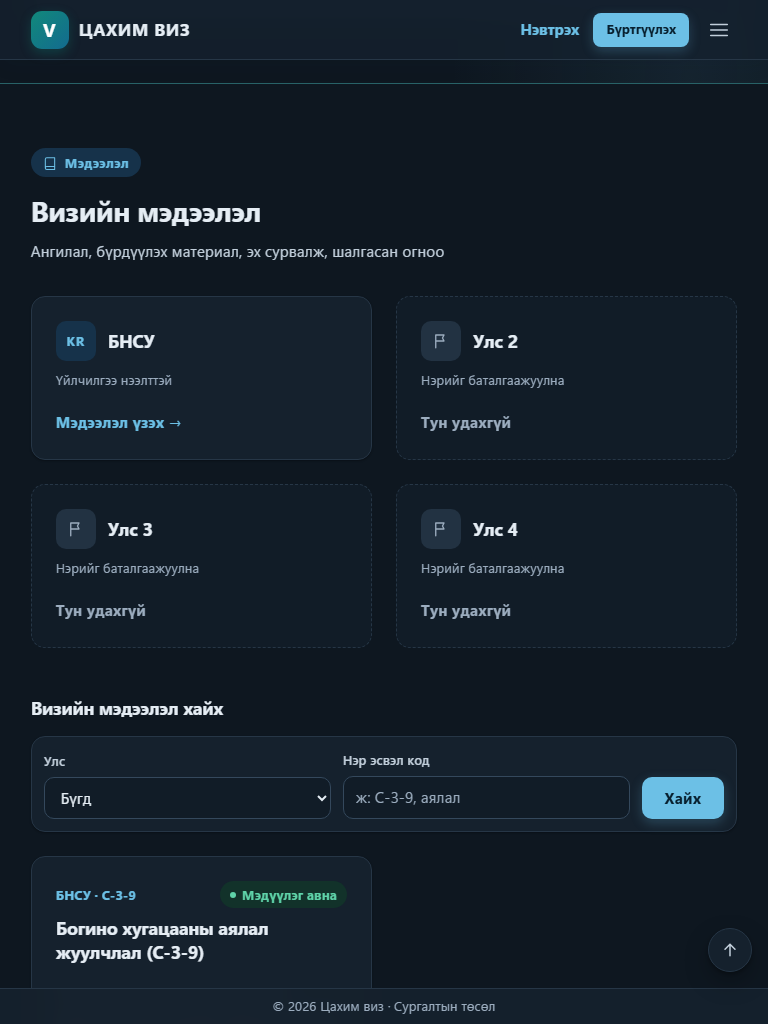 V ЦАХИМ ВИЗ
Нэвтрэх
Бүртгүүлэх
Мэдээлэл
Визийн мэдээлэл
Ангилал, бүрдүүлэх материал, эх сурвалж, шалгасан огноо
KR БНСУ
Үйлчилгээ нээлттэй
Мэдээлэл үзэх →
Улс 2
Нэрийг баталгаажуулна
Тун удахгүй
Улс 3
Нэрийг баталгаажуулна
Тун удахгүй
Улс 4
Нэрийг баталгаажуулна
Тун удахгүй
Визийн мэдээлэл хайх
Улс
Бүгд
Нэр эсвэл код
ж: C-3-9, аялал
Хайх
БНСУ · C-3-9
Мэдүүлэг авна
Богино хугацааны аялал
жуулчлал (C-3-9)
© 2026 Цахим виз · Сургалтын төсөл